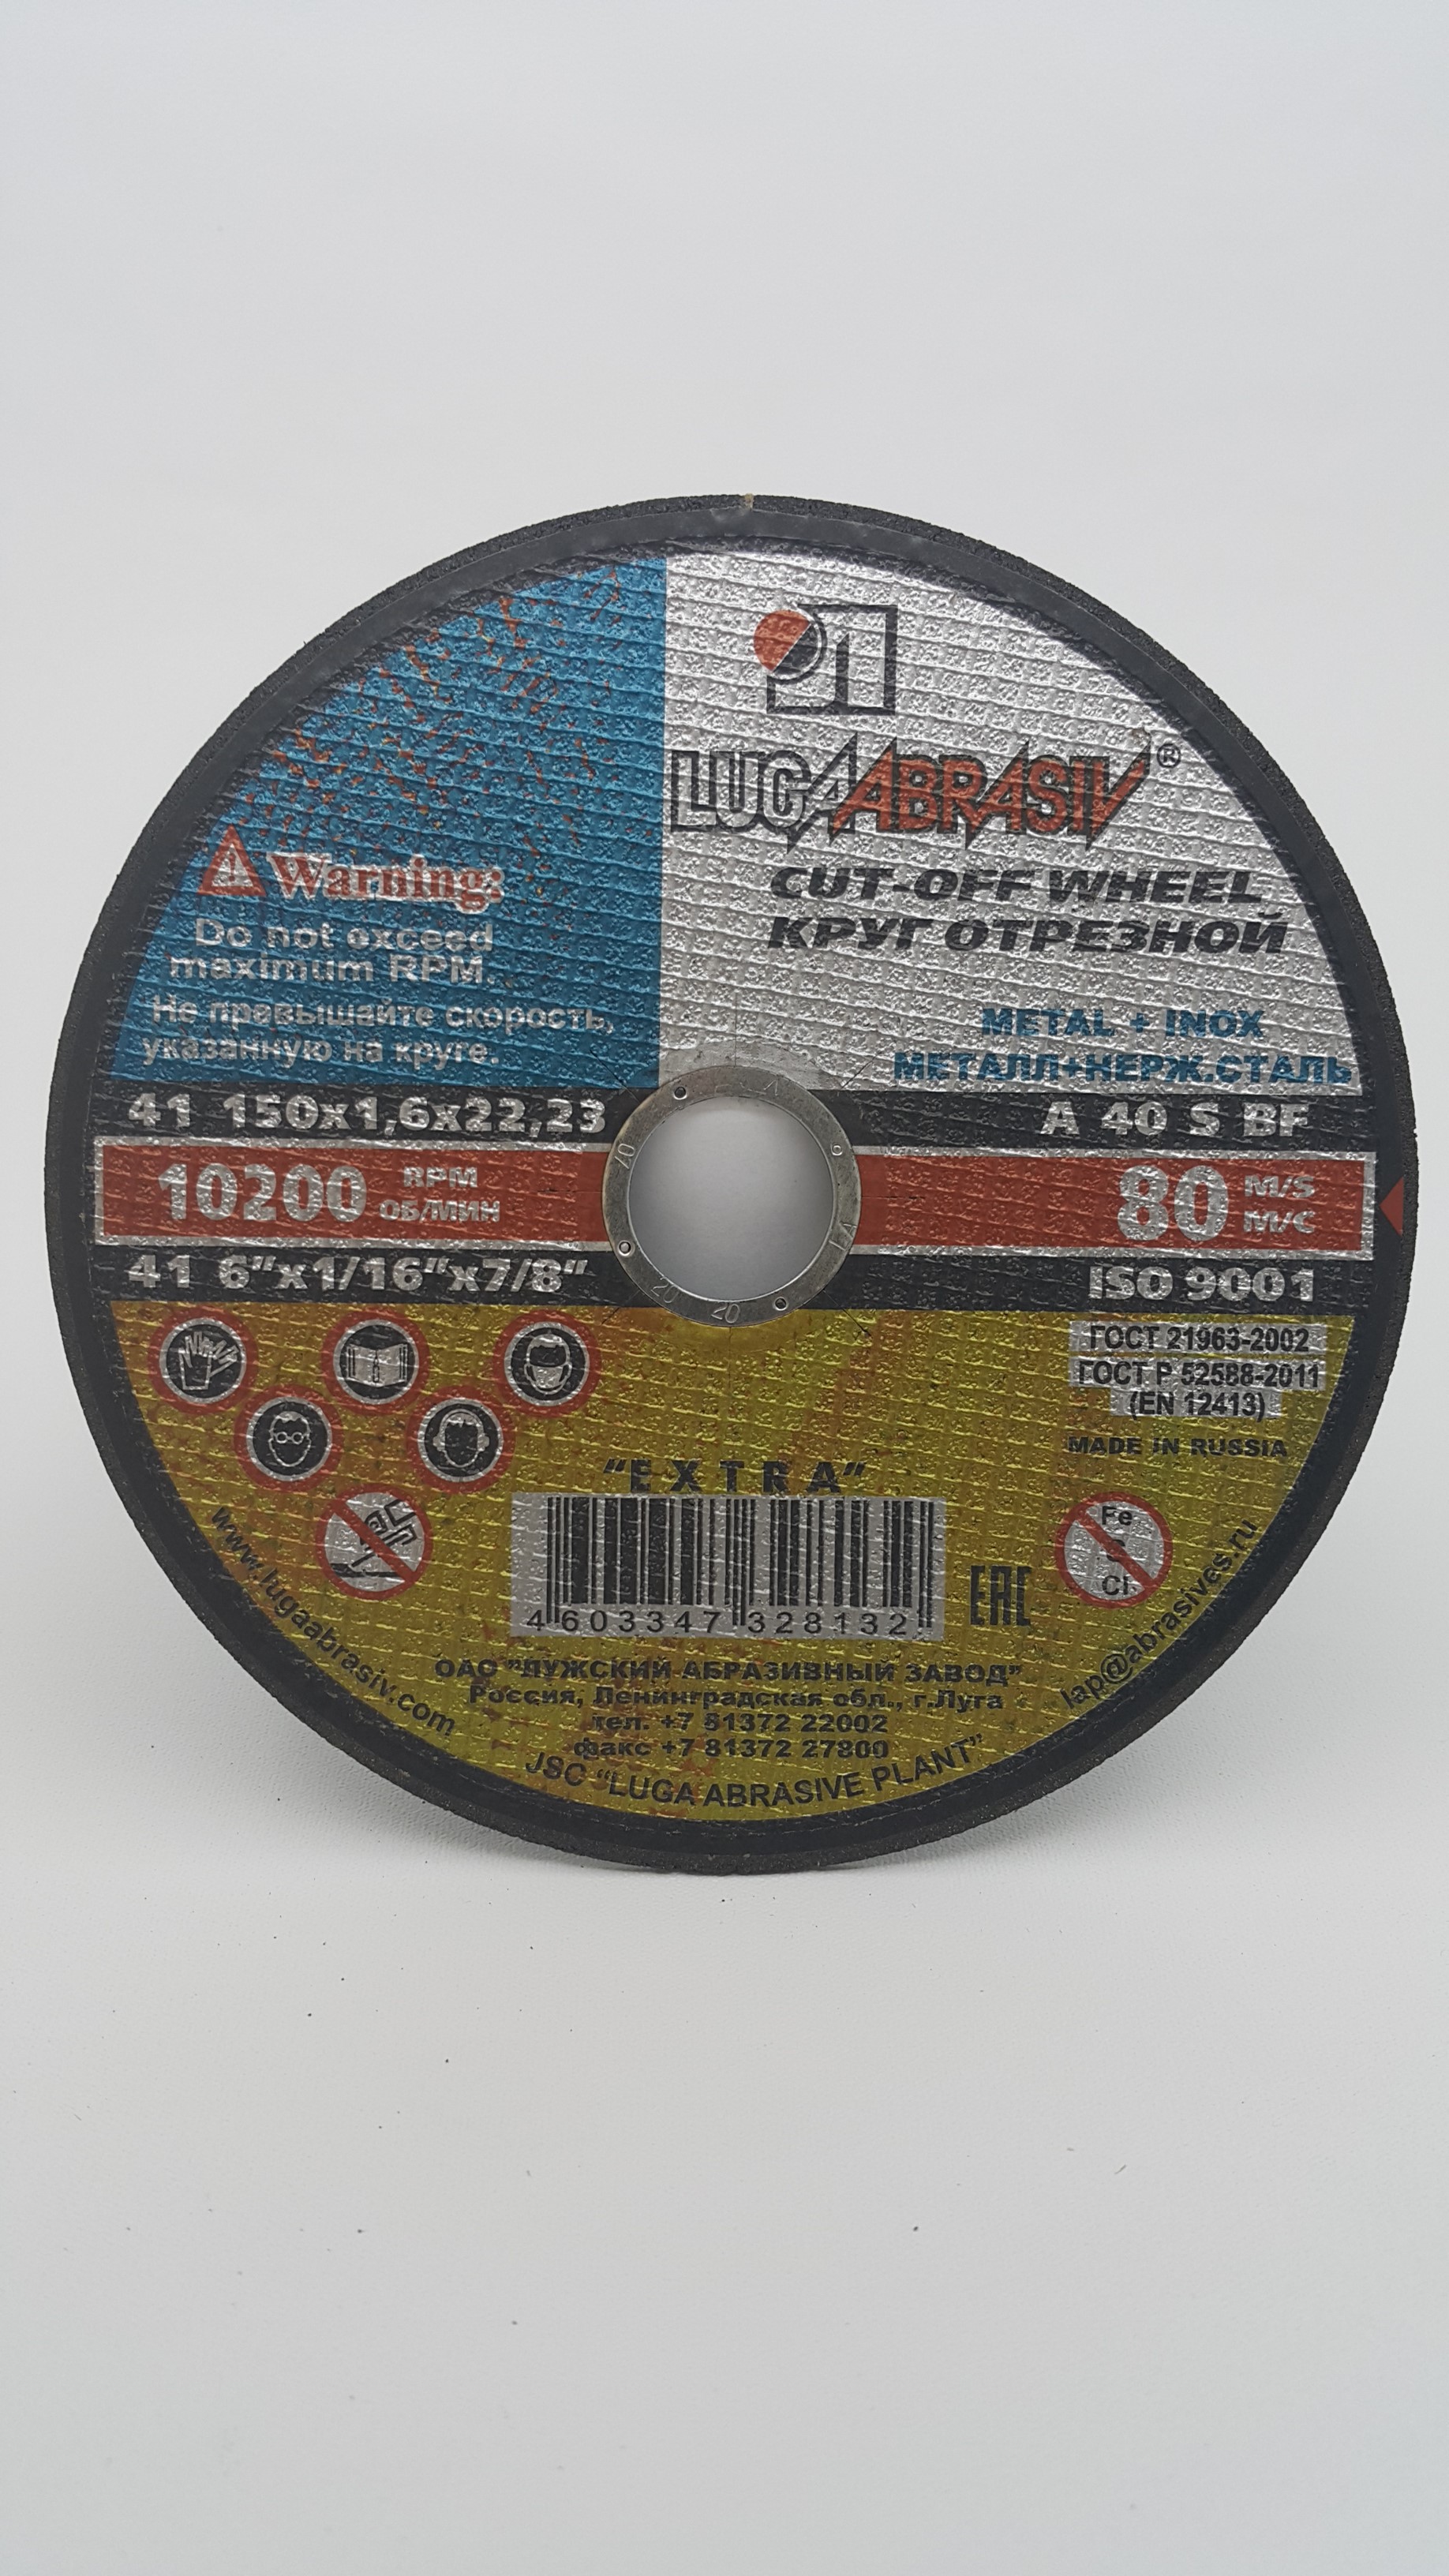 LUGAABRASIV®
CUT-OFF WHEEL
КРУГ ОТРЕЗНОЙ
METAL + INOX
МЕТАЛЛ+НЕРЖ.СТАЛЬ
Warning:
Do not exceed
maximum RPM.
Не превышайте скорость,
указанную на круге.
41 150x1,6x22,23
A 40 S BF
10200 RPM
ОБ/МИН
80 M/S
М/С
41 6"x1/16"x7/8"
ISO 9001
ГОСТ 21963-2002
ГОСТ Р 52588-2011
(EN 12413)
MADE IN RUSSIA
"EXTRA"
Fe
S
Cl
4 603347 328132
EAC
www.lugaabrasiv.com
lap@abrasives.ru
ОАО "ЛУЖСКИЙ АБРАЗИВНЫЙ ЗАВОД"
Россия, Ленинградская обл., г.Луга
тел. +7 81372 22002
факс +7 81372 27800
JSC "LUGA ABRASIVE PLANT"